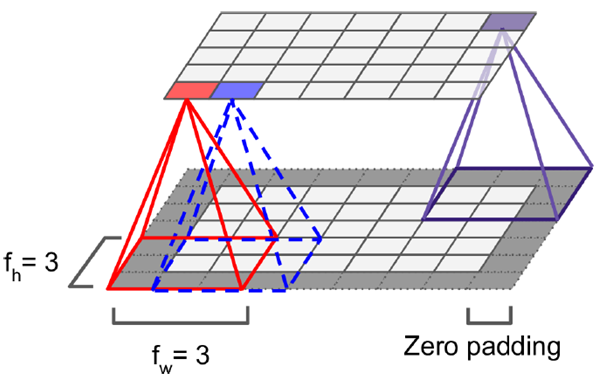 f_h = 3
f_w = 3
Zero padding